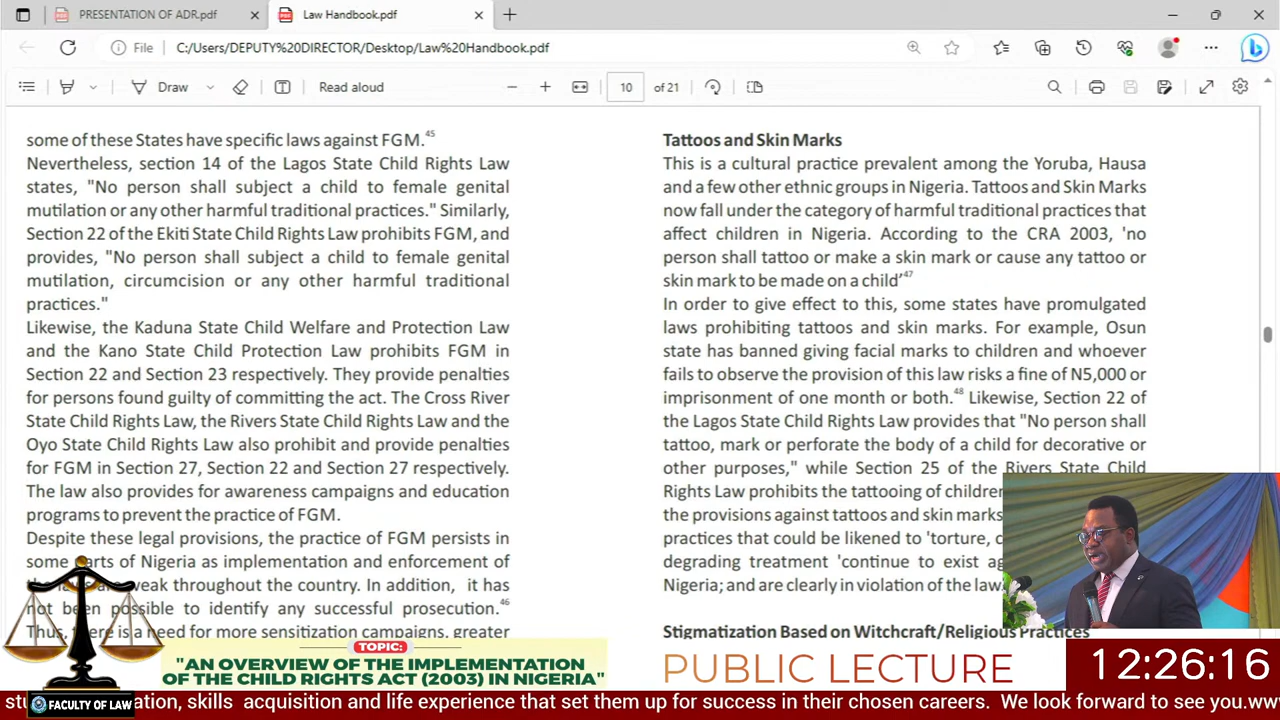 PRESENTATION OF ADR.pdf
Law Handbook.pdf
File
C:/Users/DEPUTY%20DIRECTOR/Desktop/Law%20Handbook.pdf
Draw
Read aloud
10 of 21
some of these States have specific laws against FGM.45
Nevertheless, section 14 of the Lagos State Child Rights Law
states, "No person shall subject a child to female genital
mutilation or any other harmful traditional practices." Similarly,
Section 22 of the Ekiti State Child Rights Law prohibits FGM, and
provides, "No person shall subject a child to female genital
mutilation, circumcision or any other harmful traditional
practices."
Likewise, the Kaduna State Child Welfare and Protection Law
and the Kano State Child Protection Law prohibits FGM in
Section 22 and Section 23 respectively. They provide penalties
for persons found guilty of committing the act. The Cross River
State Child Rights Law, the Rivers State Child Rights Law and the
Oyo State Child Rights Law also prohibit and provide penalties
for FGM in Section 27, Section 22 and Section 27 respectively.
The law also provides for awareness campaigns and education
programs to prevent the practice of FGM.
Despite these legal provisions, the practice of FGM persists in
some parts of Nigeria as implementation and enforcement of
weak throughout the country. In addition, it has
not been possible to identify any successful prosecution.46
Thus, there is a need for more sensitization campaigns, greater
Tattoos and Skin Marks
This is a cultural practice prevalent among the Yoruba, Hausa
and a few other ethnic groups in Nigeria. Tattoos and Skin Marks
now fall under the category of harmful traditional practices that
affect children in Nigeria. According to the CRA 2003, 'no
person shall tattoo or make a skin mark or cause any tattoo or
skin mark to be made on a child'47
In order to give effect to this, some states have promulgated
laws prohibiting tattoos and skin marks. For example, Osun
state has banned giving facial marks to children and whoever
fails to observe the provision of this law risks a fine of N5,000 or
imprisonment of one month or both.48 Likewise, Section 22 of
the Lagos State Child Rights Law provides that "No person shall
tattoo, mark or perforate the body of a child for decorative or
other purposes," while Section 25 of the Rivers State Child
Rights Law prohibits the tattooing of children
the provisions against tattoos and skin marks
practices that could be likened to 'torture, c
degrading treatment 'continue to exist ag
Nigeria; and are clearly in violation of the law
Stigmatization Based on Witchcraft/Religious Practices
TOPIC:
"AN OVERVIEW OF THE IMPLEMENTATION
OF THE CHILD RIGHTS ACT (2003) IN NIGERIA"
PUBLIC LECTURE
12:26:16
FACULTY OF LAW
ation, skills acquisition and life experience that set them up for success in their chosen careers. We look forward to see you.ww